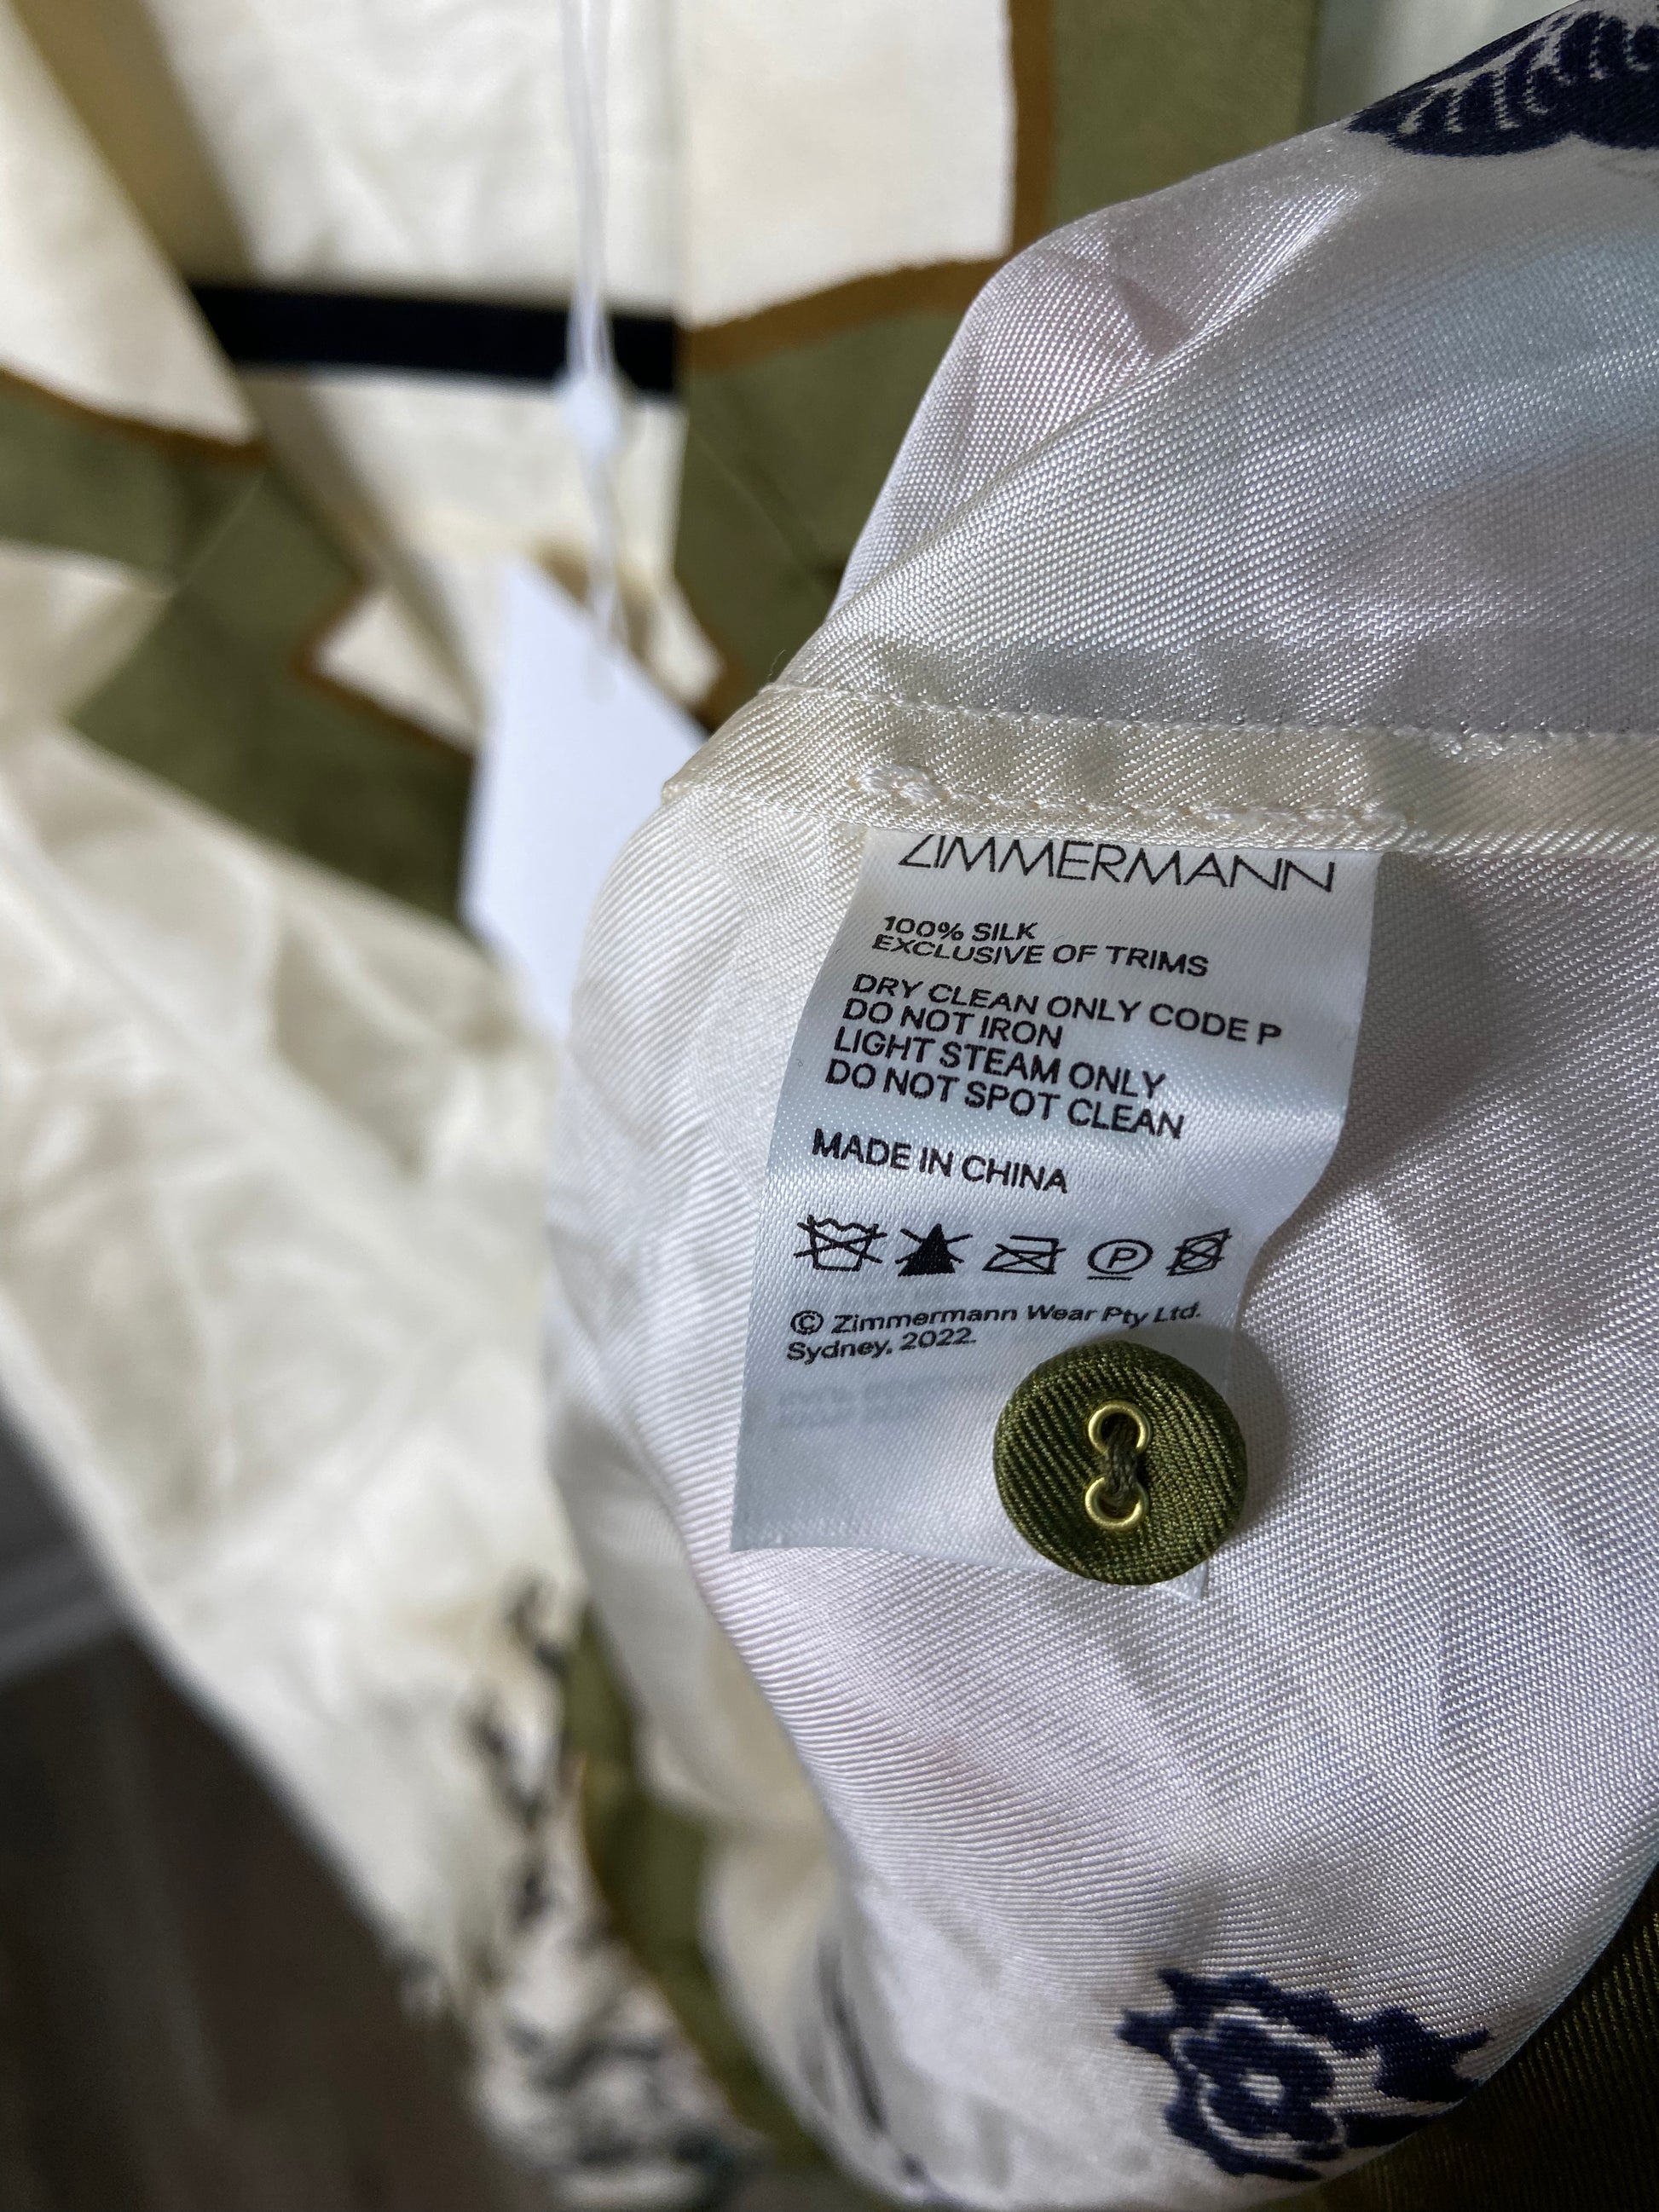 ZIMMERMANN
100% SILK
EXCLUSIVE OF TRIMS
DRY CLEAN ONLY CODE P
DO NOT IRON
LIGHT STEAM ONLY
DO NOT SPOT CLEAN
MADE IN CHINA
P
© Zimmermann Wear Pty Ltd.
Sydney, 2022.